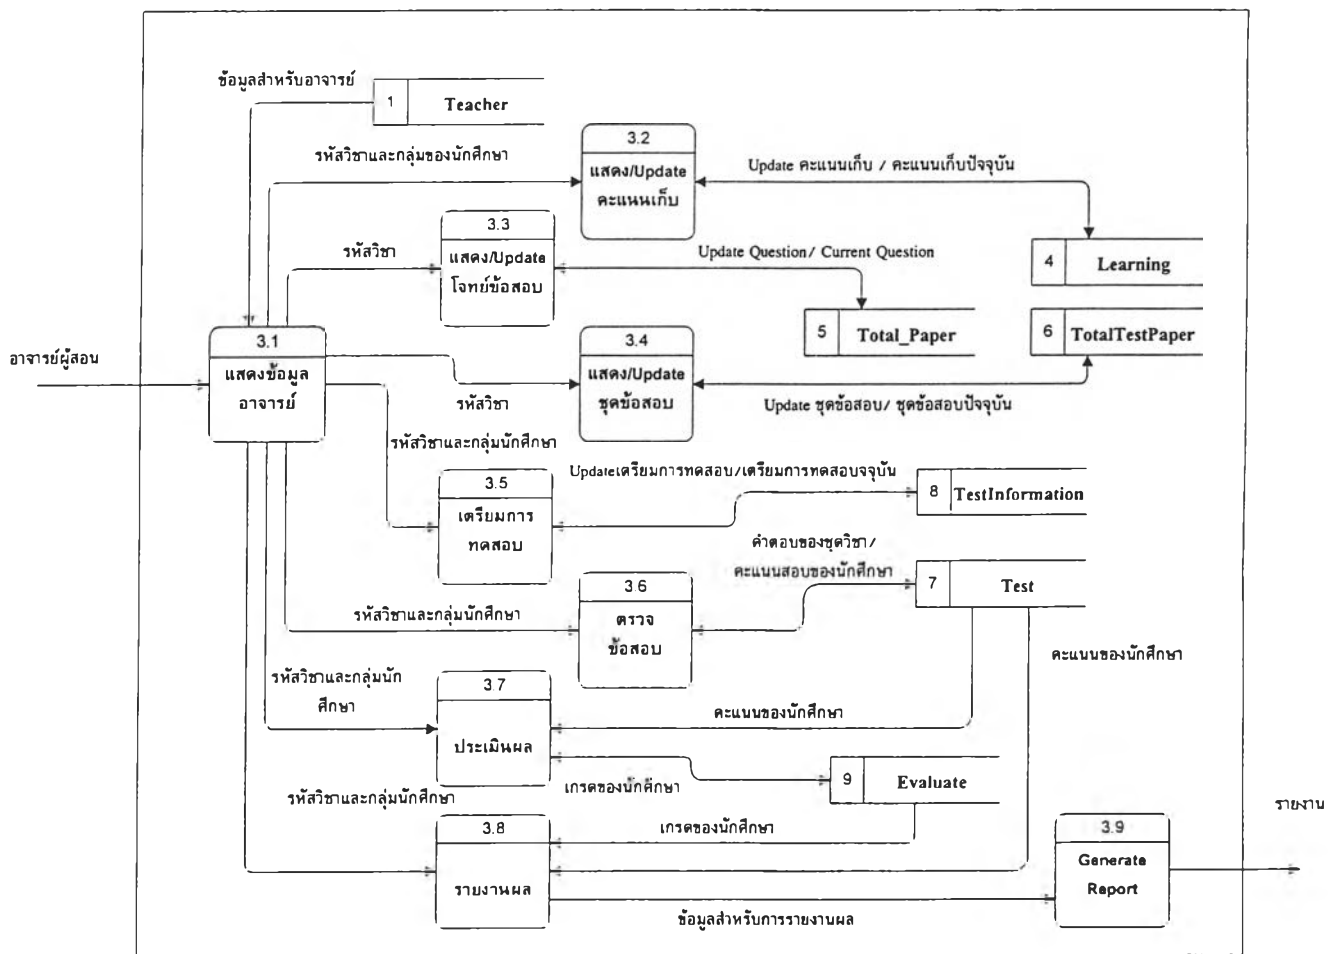 ข้อมูลสำหรับอาจารย์
1 Teacher
รหัสวิชาและกลุ่มของนักศึกษา
3.2
แสดง/Update
คะแนนเก็บ
Update คะแนนเก็บ / คะแนนเก็บปัจจุบัน
3.3
แสดง/Update
โจทย์ข้อสอบ
รหัสวิชา
Update Question/ Current Question
4 Learning
5 Total_Paper
6 TotalTestPaper
อาจารย์ผู้สอน
3.1
แสดงข้อมูล
อาจารย์
3.4
แสดง/Update
ชุดข้อสอบ
รหัสวิชา
Update ชุดข้อสอบ/ ชุดข้อสอบปัจจุบัน
รหัสวิชาและกลุ่มนักศึกษา
3.5
เตรียมการ
ทดสอบ
Updateเตรียมการทดสอบ/เตรียมการทดสอบจจุบัน
8 TestInformation
คำตอบของชุดวิชา/
คะแนนสอบของนักศึกษา
7 Test
3.6
ตรวจ
ข้อสอบ
รหัสวิชาและกลุ่มนักศึกษา
คะแนนของนักศึกษา
รหัสวิชาและกลุ่มนัก
ศึกษา
3.7
ประเมินผล
คะแนนของนักศึกษา
เกรดของนักศึกษา
9 Evaluate
รหัสวิชาและกลุ่มนักศึกษา
3.8
รายงานผล
เกรดของนักศึกษา
ข้อมูลสำหรับการรายงานผล
3.9
Generate
Report
รายงาน